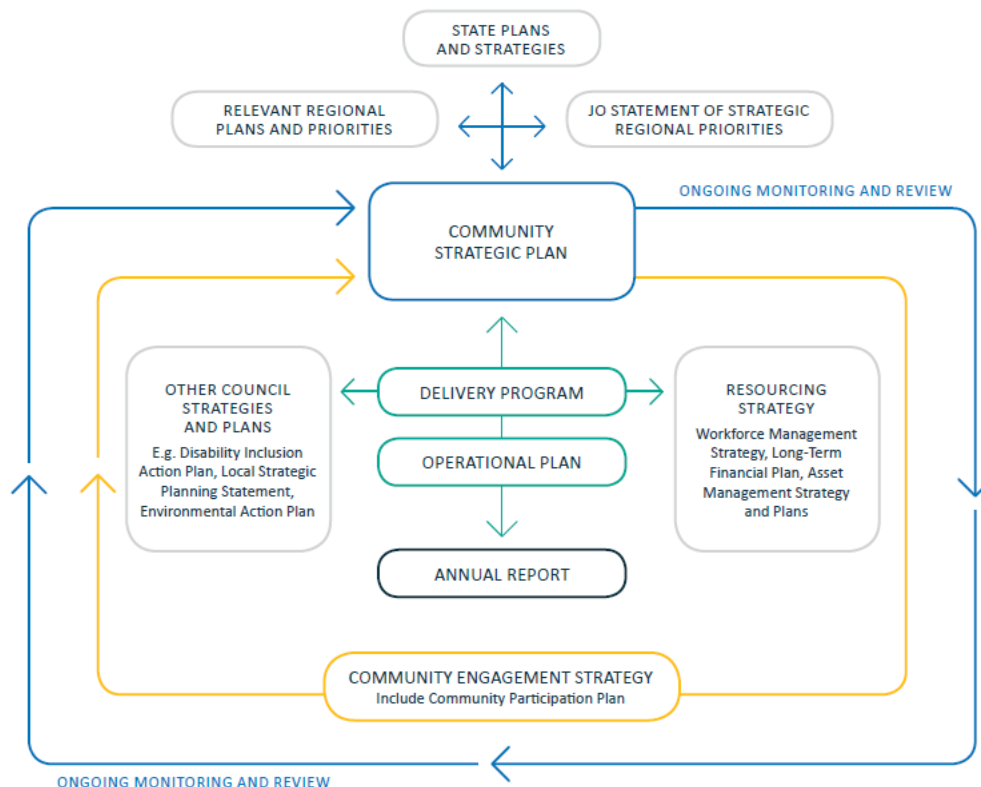 STATE PLANS
AND STRATEGIES
RELEVANT REGIONAL
PLANS AND PRIORITIES
JO STATEMENT OF STRATEGIC
REGIONAL PRIORITIES
ONGOING MONITORING AND REVIEW
COMMUNITY
STRATEGIC PLAN
OTHER COUNCIL
STRATEGIES
AND PLANS
E.g. Disability Inclusion
Action Plan, Local Strategic
Planning Statement,
Environmental Action Plan
DELIVERY PROGRAM
OPERATIONAL PLAN
ANNUAL REPORT
RESOURCING
STRATEGY
Workforce Management
Strategy, Long-Term
Financial Plan, Asset
Management Strategy
and Plans
COMMUNITY ENGAGEMENT STRATEGY
Include Community Participation Plan
ONGOING MONITORING AND REVIEW